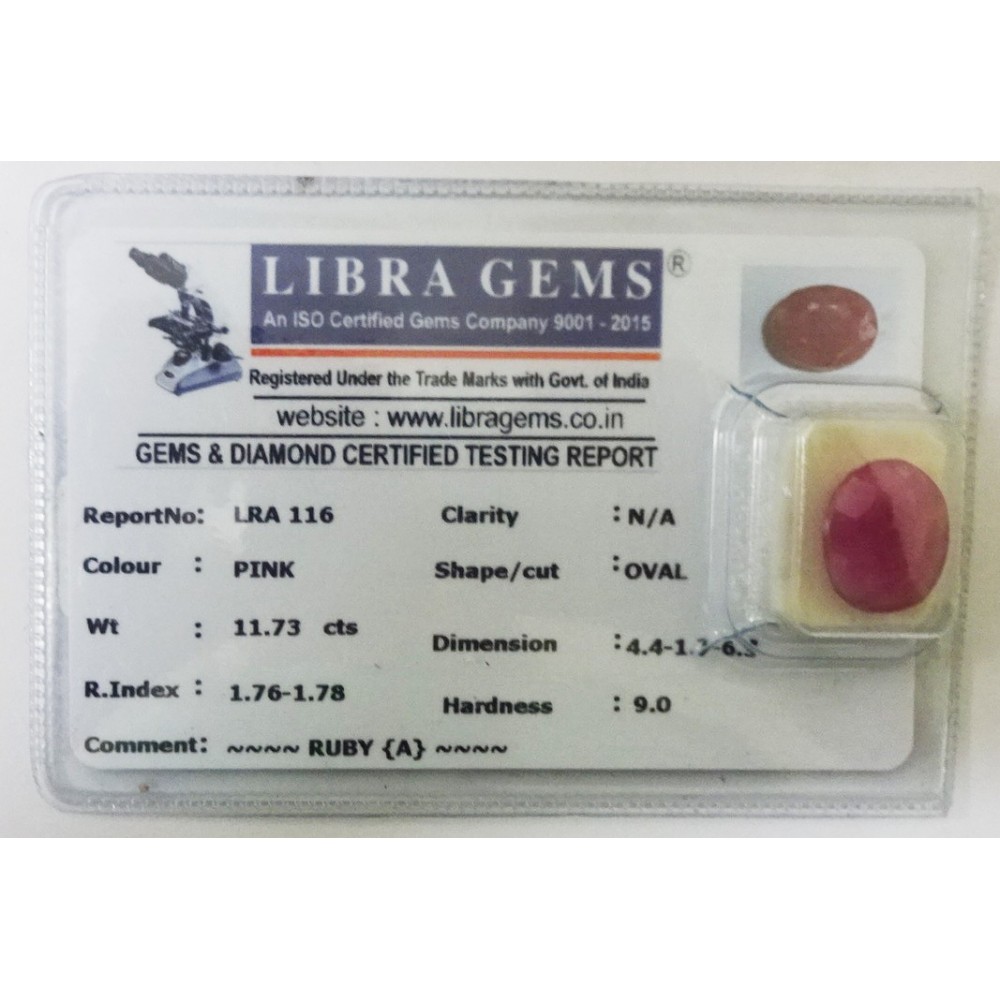 LIBRA GEMS ®
An ISO Certified Gems Company 9001 - 2015
Registered Under the Trade Marks with Govt. of India
website : www.libragems.co.in
GEMS & DIAMOND CERTIFIED TESTING REPORT
ReportNo: LRA 116 Clarity : N/A
Colour : PINK Shape/cut : OVAL
Wt : 11.73 cts Dimension :
R.Index : 1.76-1.78 Hardness : 9.0
Comment: ~~~~ RUBY {A} ~~~~